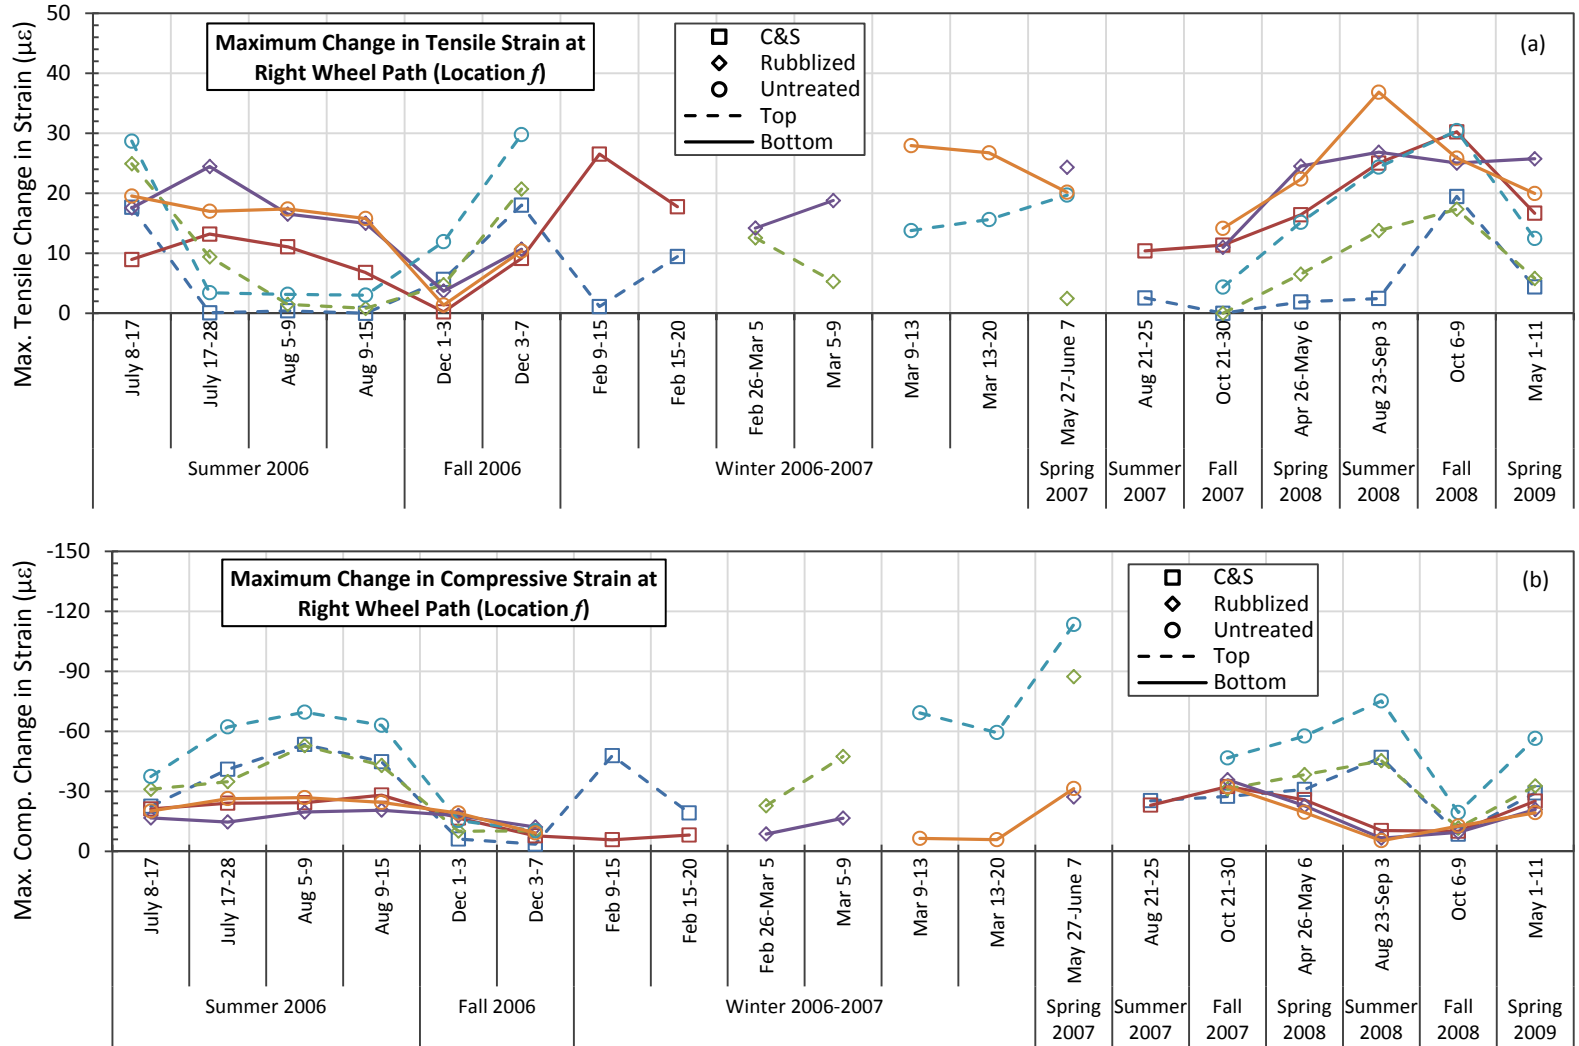 Maximum Change in Tensile Strain at
Right Wheel Path (Location f)
C&S
Rubblized
Untreated
Top
Bottom
(a)
Max. Tensile Change in Strain (με)
50
40
30
20
10
0
July 8-17
July 17-28
Aug 5-9
Aug 9-15
Dec 1-3
Dec 3-7
Feb 9-15
Feb 15-20
Feb 26-Mar 5
Mar 5-9
Mar 9-13
Mar 13-20
May 27-June 7
Aug 21-25
Oct 21-30
Apr 26-May 6
Aug 23-Sep 3
Oct 6-9
May 1-11
Summer 2006
Fall 2006
Winter 2006-2007
Spring
2007
Summer
2007
Fall
2007
Spring
2008
Summer
2008
Fall
2008
Spring
2009
Maximum Change in Compressive Strain at
Right Wheel Path (Location f)
C&S
Rubblized
Untreated
Top
Bottom
(b)
Max. Comp. Change in Strain (με)
-150
-120
-90
-60
-30
0
July 8-17
July 17-28
Aug 5-9
Aug 9-15
Dec 1-3
Dec 3-7
Feb 9-15
Feb 15-20
Feb 26-Mar 5
Mar 5-9
Mar 9-13
Mar 13-20
May 27-June 7
Aug 21-25
Oct 21-30
Apr 26-May 6
Aug 23-Sep 3
Oct 6-9
May 1-11
Summer 2006
Fall 2006
Winter 2006-2007
Spring
2007
Summer
2007
Fall
2007
Spring
2008
Summer
2008
Fall
2008
Spring
2009